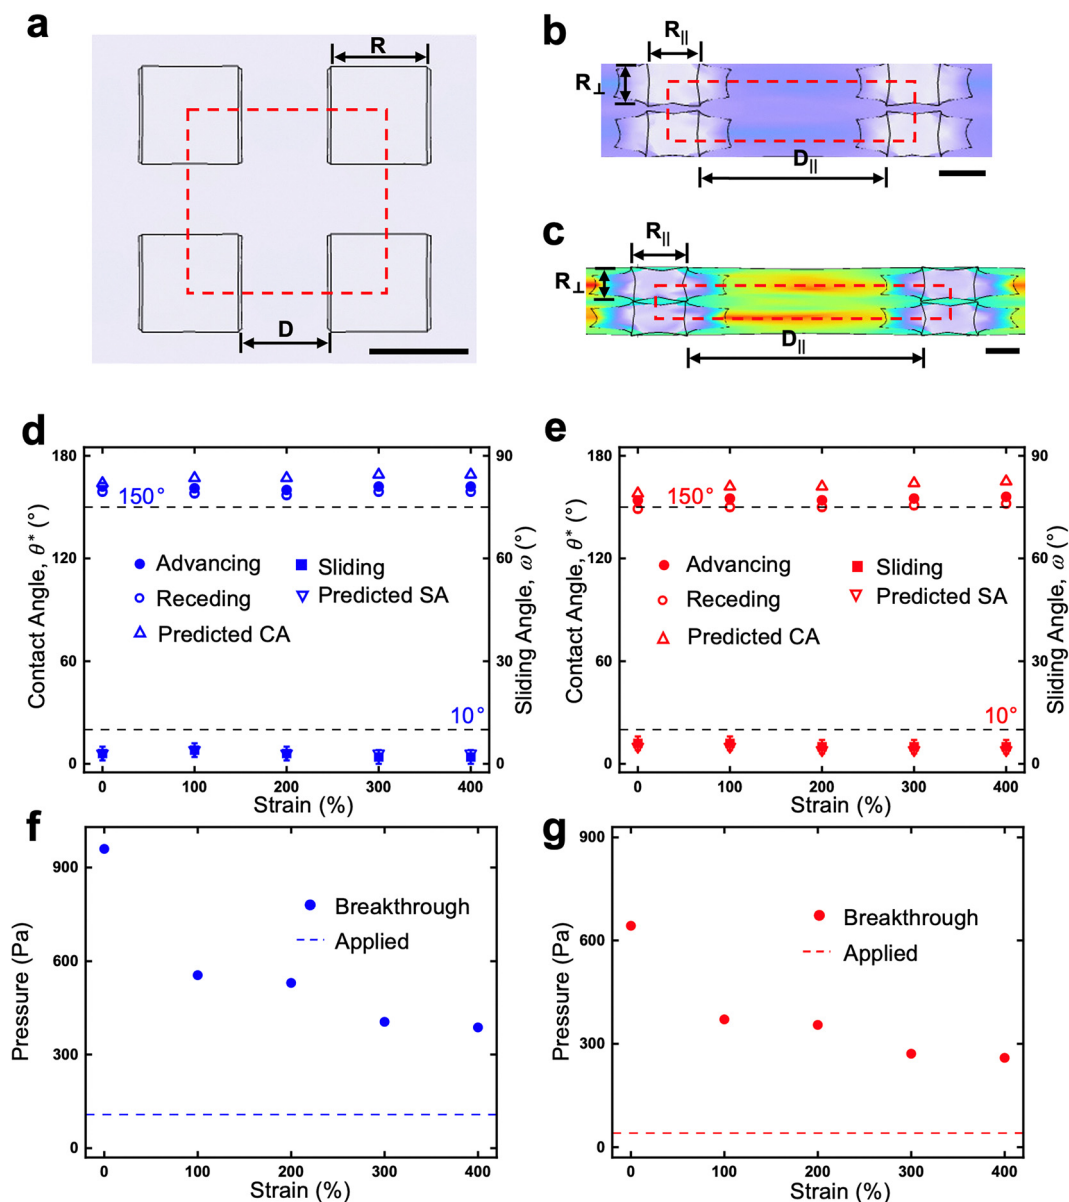 a
R
D
b
R||
R⊥
D||
c
R||
R⊥
D||
d
180
120
60
0
Contact Angle, θ* (°)
90
60
30
0
Sliding Angle, ω (°)
150°
Advancing
Receding
Predicted CA
Sliding
Predicted SA
10°
0 100 200 300 400
Strain (%)
e
180
120
60
0
Contact Angle, θ* (°)
90
60
30
0
Sliding Angle, ω (°)
150°
Advancing
Receding
Predicted CA
Sliding
Predicted SA
10°
0 100 200 300 400
Strain (%)
f
900
600
300
0
Pressure (Pa)
Breakthrough
Applied
0 100 200 300 400
Strain (%)
g
900
600
300
0
Pressure (Pa)
Breakthrough
Applied
0 100 200 300 400
Strain (%)